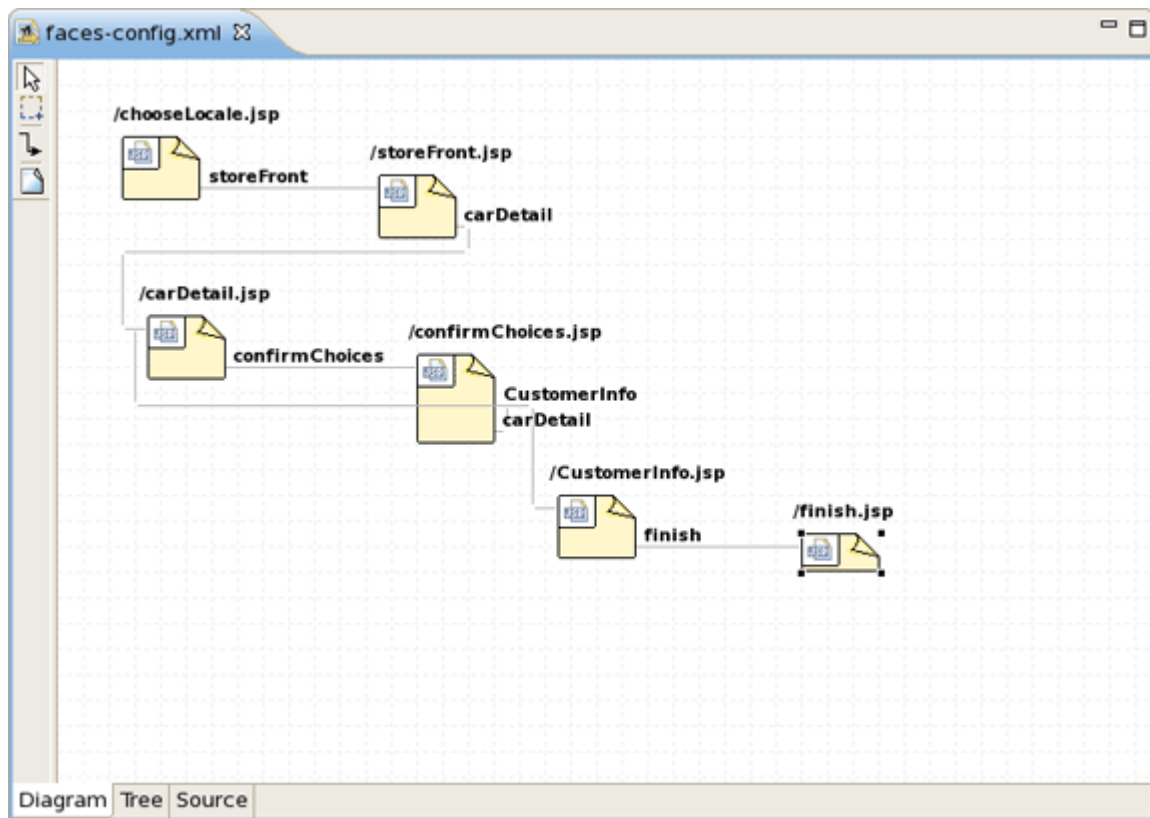 faces-config.xml
/chooseLocale.jsp
storeFront
/storeFront.jsp
carDetail
/carDetail.jsp
confirmChoices
/confirmChoices.jsp
CustomerInfo
carDetail
/CustomerInfo.jsp
finish
/finish.jsp
Diagram Tree Source